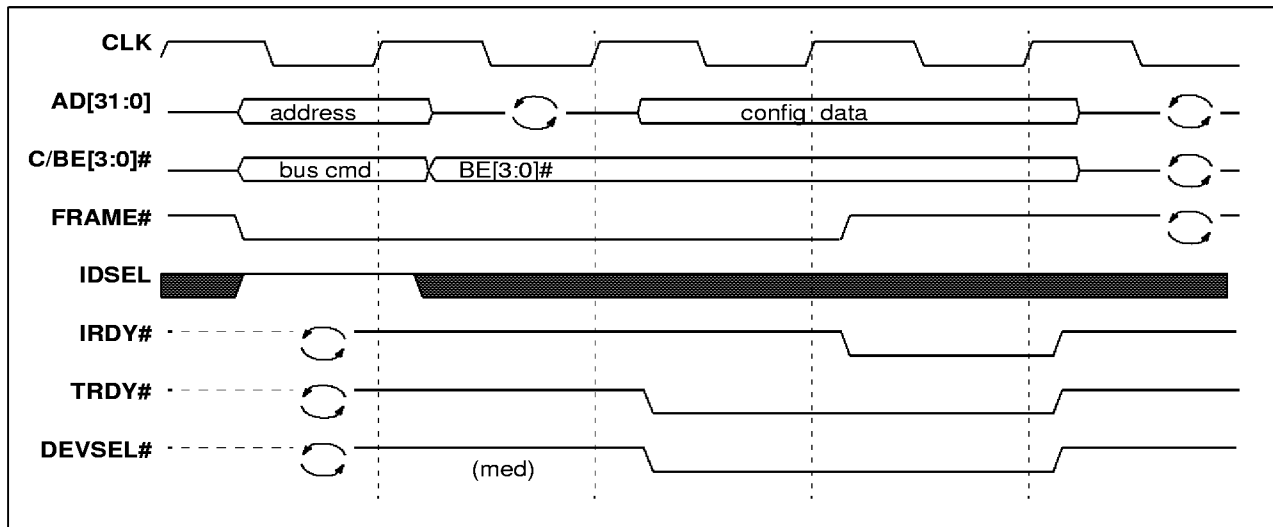 CLK
AD[31:0]
address
config data
C/BE[3:0]#
bus cmd
BE[3:0]#
FRAME#
IDSEL
IRDY#
TRDY#
DEVSEL#
(med)